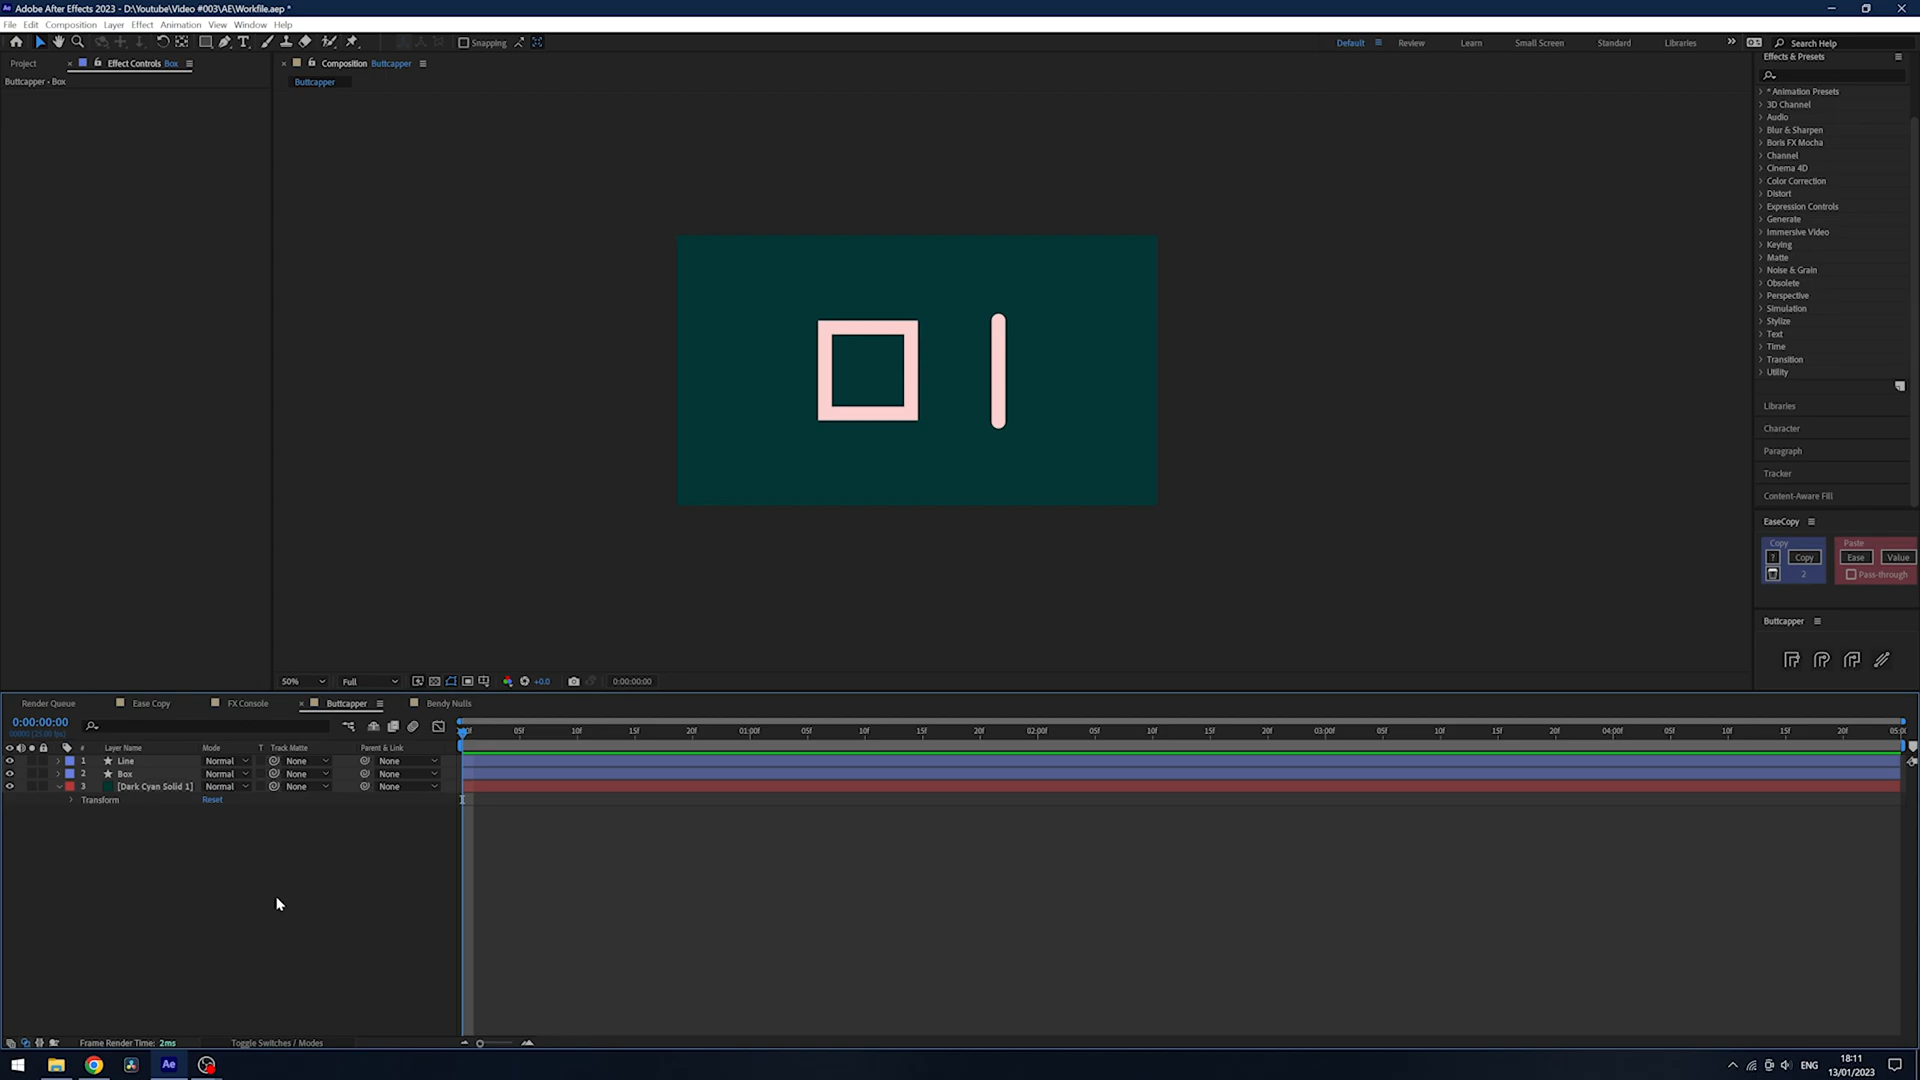 Adobe After Effects 2023 - D:\Youtube\Video #003\AE\Workfile.aep *
File Edit Composition Layer Effect Animation View Window Help
Snapping
Default Review Learn Small Screen Standard Libraries Search Help
Project Effect Controls Box
Buttcapper • Box
Composition Buttcapper
Buttcapper
Effects & Presets
* Animation Presets
3D Channel
Audio
Blur & Sharpen
Boris FX Mocha
Channel
Cinema 4D
Color Correction
Distort
Expression Controls
Generate
Immersive Video
Keying
Matte
Noise & Grain
Obsolete
Perspective
Simulation
Stylize
Text
Time
Transition
Utility
Libraries
Character
Paragraph
Tracker
Content-Aware Fill
EaseCopy
Copy Paste
? Copy Ease Value
2 Pass-through
Buttcapper
50% Full +0.0 0:00:00:00
Render Queue Ease Copy FX Console Buttcapper Bendy Nulls
0:00:00:00
00000 (25.00 fps)
05f 10f 15f 20f 01:00f 05f 10f 15f 20f 02:00f 05f 10f 15f 20f 03:00f 05f 10f 15f 20f 04:00f 05f 10f 15f 20f
# Layer Name Mode T Track Matte Parent & Link
1 Line Normal None None
2 Box Normal None None
3 [Dark Cyan Solid 1] Normal None None
Transform Reset
Frame Render Time: 2ms Toggle Switches / Modes
Ae ENG 18:11
13/01/2023